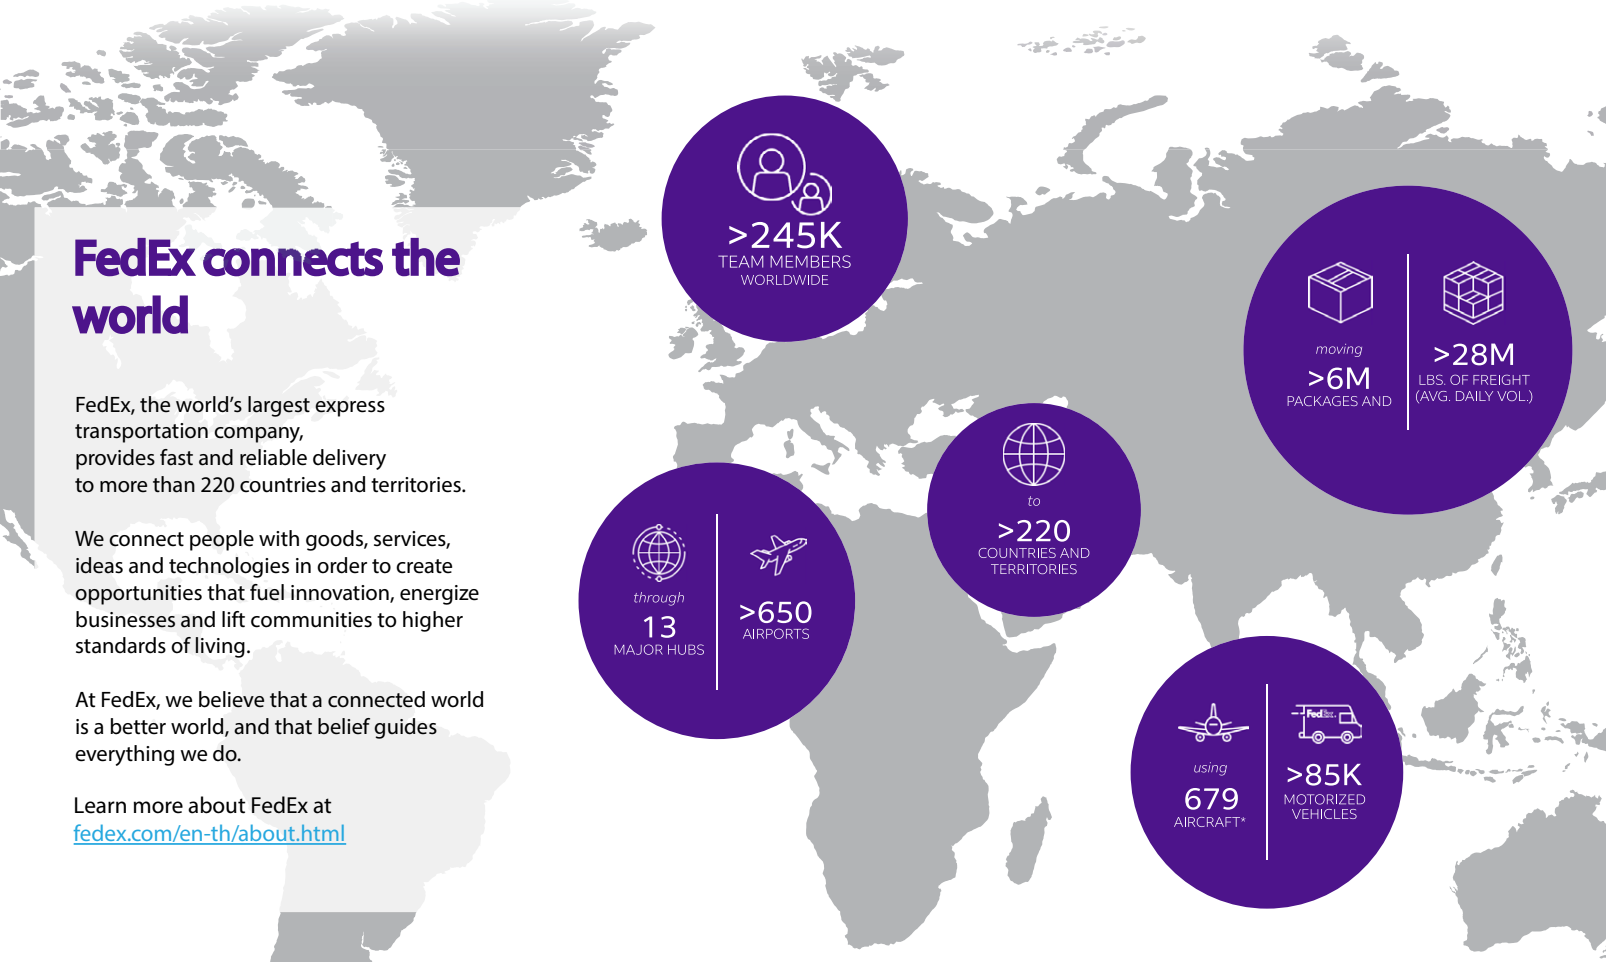 FedEx connects the
world
FedEx, the world’s largest express
transportation company,
provides fast and reliable delivery
to more than 220 countries and territories.
We connect people with goods, services,
ideas and technologies in order to create
opportunities that fuel innovation, energize
businesses and lift communities to higher
standards of living.
At FedEx, we believe that a connected world
is a better world, and that belief guides
everything we do.
Learn more about FedEx at
fedex.com/en-th/about.html
>245K
TEAM MEMBERS
WORLDWIDE
moving
>6M
PACKAGES AND
>28M
LBS. OF FREIGHT
(AVG. DAILY VOL.)
to
>220
COUNTRIES AND
TERRITORIES
through
13
MAJOR HUBS
>650
AIRPORTS
using
679
AIRCRAFT*
Fed
>85K
MOTORIZED
VEHICLES